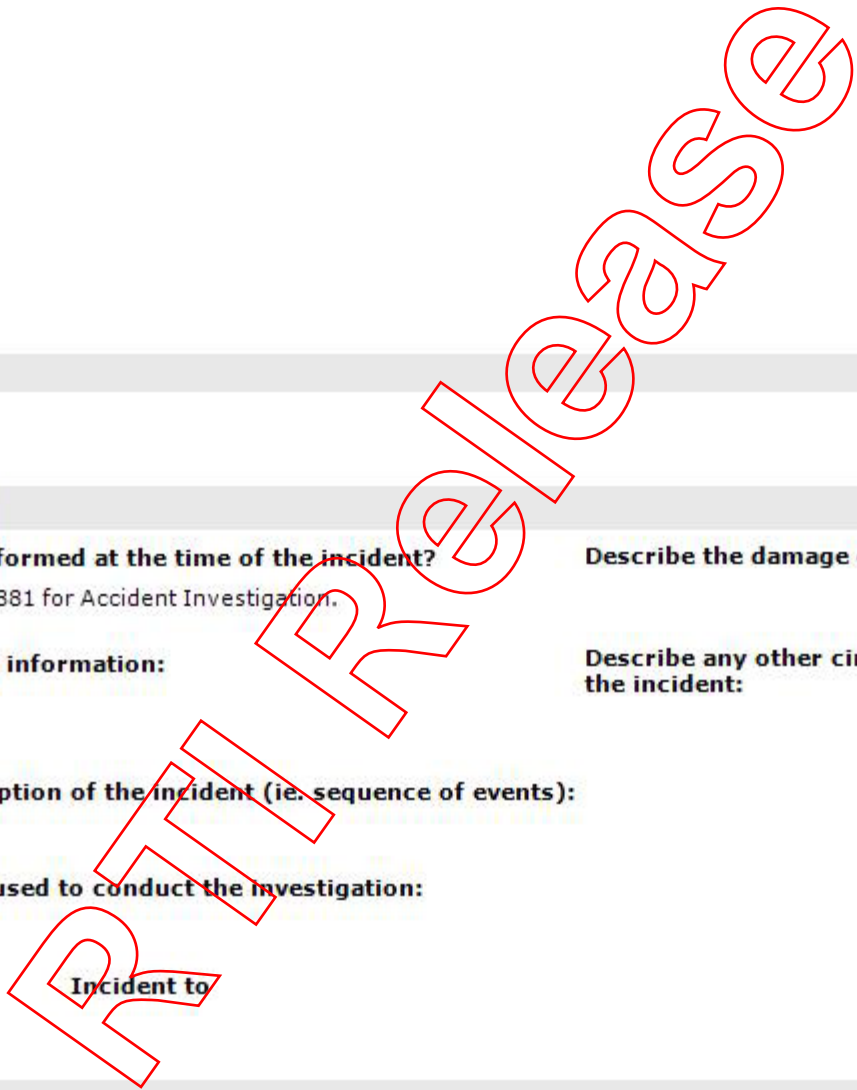 formed at the time of the incident?
Describe the damage
381 for Accident Investigation.
information:
Describe any other cir
the incident:
ption of the incident (ie. sequence of events):
used to conduct the investigation:
Incident to
RTI Release